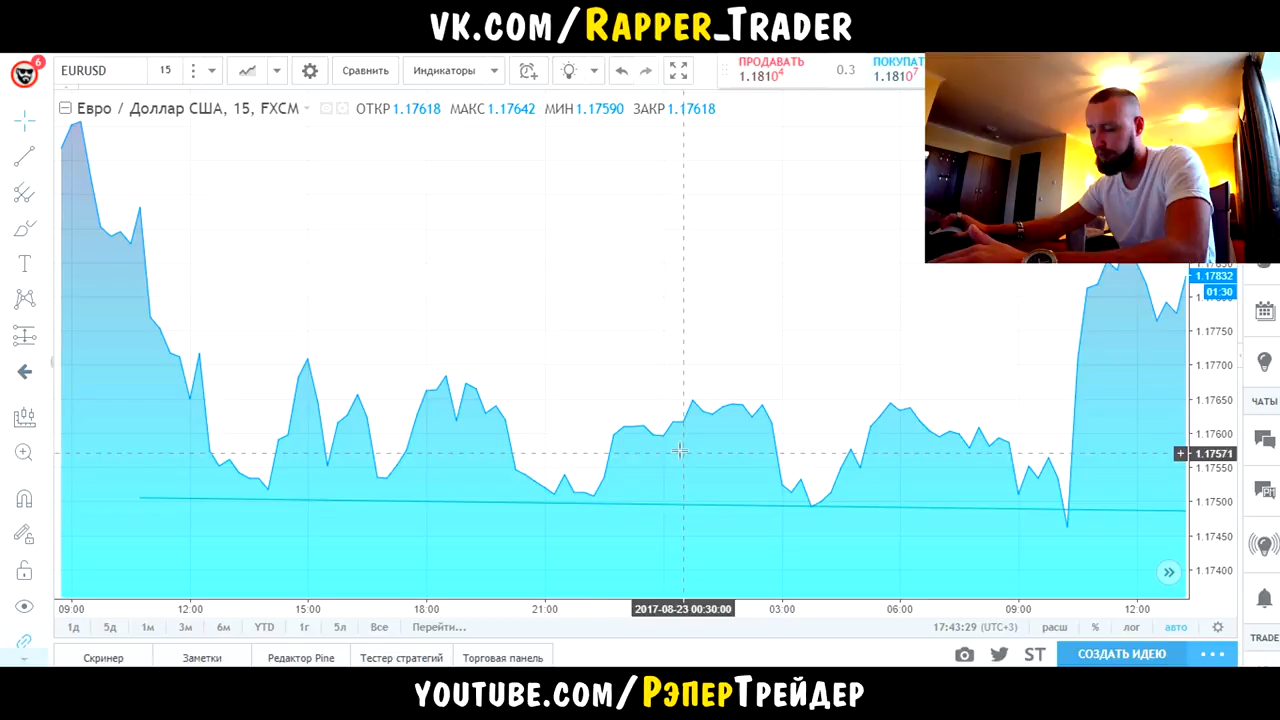 VK.COM/RAPPER_TRADER
6
EURUSD
15
Сравнить
Индикаторы
ПРОДАВАТЬ
1.1810⁴
0.3
ПОКУПАТ
1.1810⁷
Евро / Доллар США, 15, FXCM
ОТКР 1.17618 МАКС 1.17642 МИН 1.17590 ЗАКР 1.17618
1.17832
01:30
1.17750
1.17700
1.17650
1.17600
1.17571
1.17550
1.17500
1.17450
1.17400
ЧАТЫ
TRADE
09:00 12:00 15:00 18:00 21:00 2017-08-23 00:30:00 03:00 06:00 09:00 12:00
1д 5д 1м 3м 6м YTD 1г 5л Все Перейти... 17:43:29 (UTC+3) расш % лог авто
Скринер Заметки Редактор Pine Тестер стратегий Торговая панель ST СОЗДАТЬ ИДЕЮ
YOUTUBE.COM/РЭПЕРТРЕЙДЕР